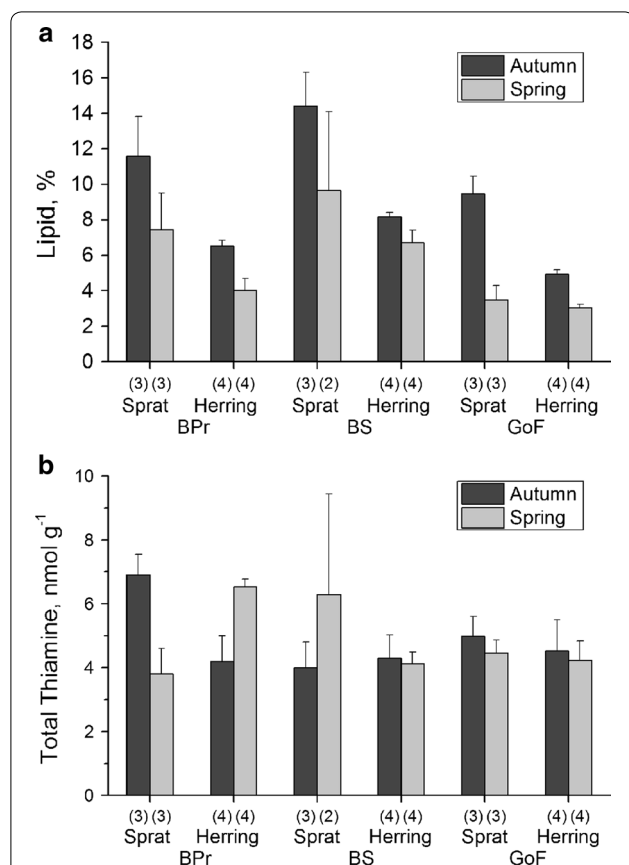 a
18
16
14
12
10
8
6
4
2
0
Lipid, %
Autumn
Spring
(3) (3) (4) (4) (3) (2) (4) (4) (3) (3) (4) (4)
Sprat Herring Sprat Herring Sprat Herring
BPr BS GoF
b
10
8
6
4
2
0
Total Thiamine, nmol g⁻¹
Autumn
Spring
(3) (3) (4) (4) (3) (2) (4) (4) (3) (3) (4) (4)
Sprat Herring Sprat Herring Sprat Herring
BPr BS GoF